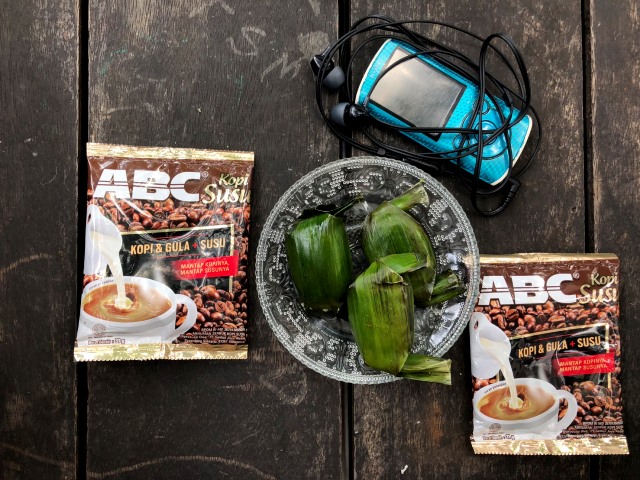 ABC
Kopi
Susu
KOPI & GULA + SUSU
MANTAP KOPINYA,
MANTAP SUSUNYA
ABC
Kopi
Susu
KOPI & GULA + SUSU
MANTAP KOPINYA,
MANTAP SUSUNYA